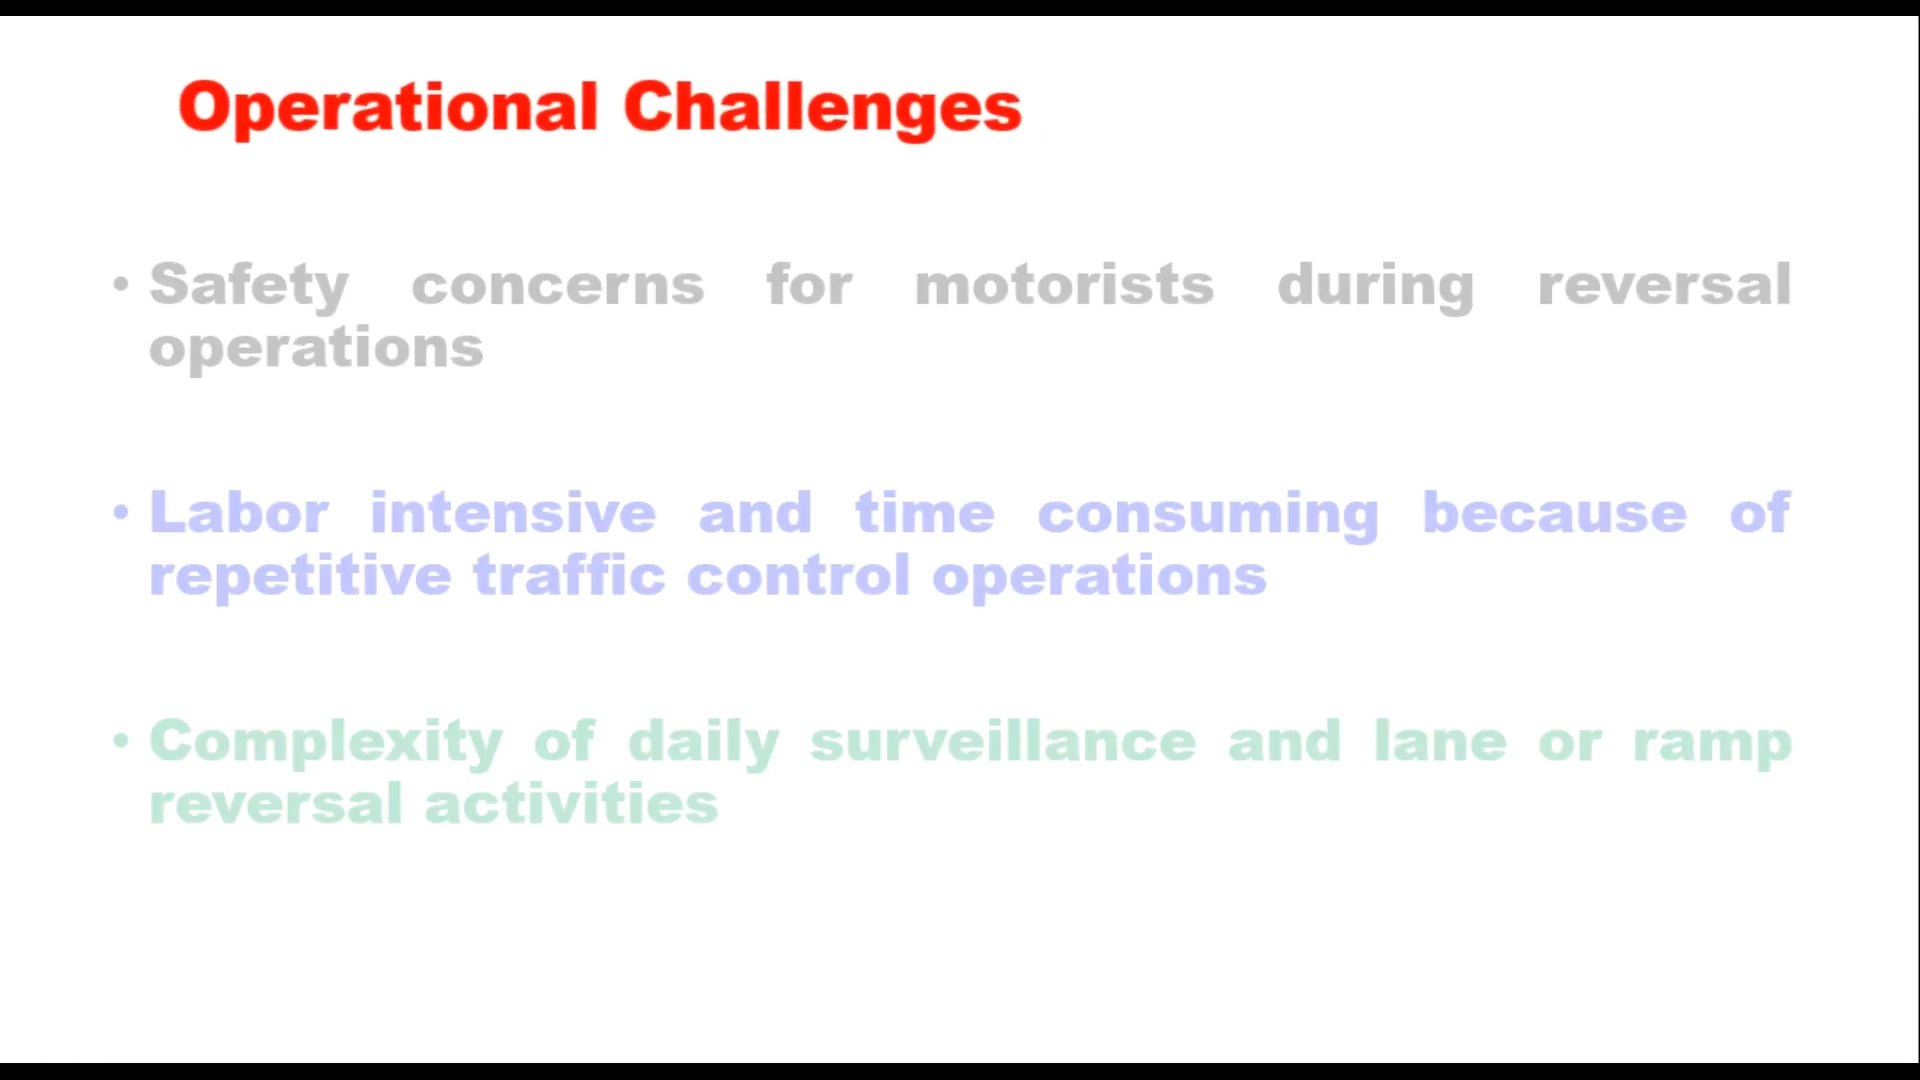 Operational Challenges
• Safety concerns for motorists during reversal
operations
• Labor intensive and time consuming because of
repetitive traffic control operations
• Complexity of daily surveillance and lane or ramp
reversal activities